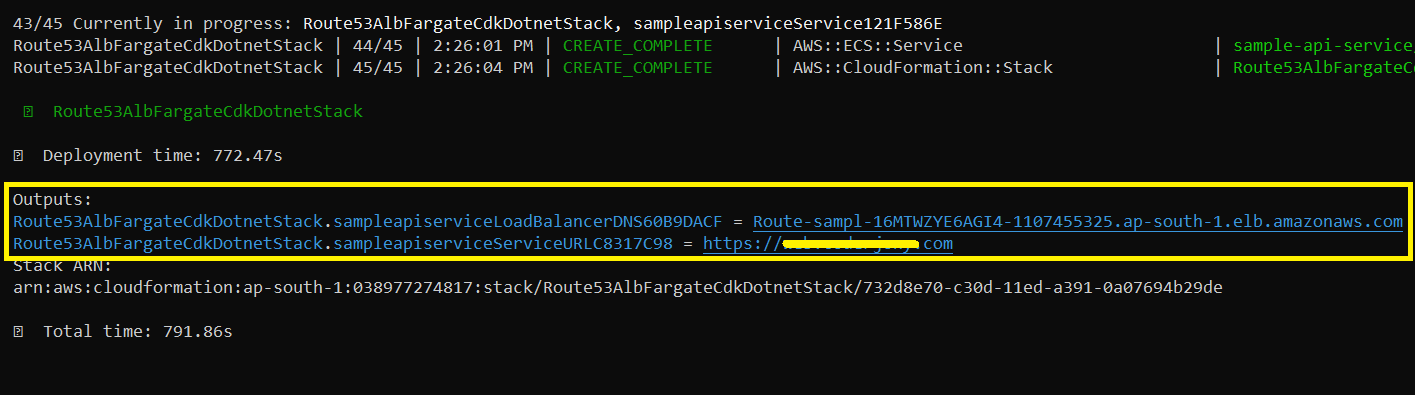 43/45 Currently in progress: Route53AlbFargateCdkDotnetStack, sampleapiserviceService121F586E
Route53AlbFargateCdkDotnetStack | 44/45 | 2:26:01 PM | CREATE_COMPLETE | AWS::ECS::Service | sample-api-service
Route53AlbFargateCdkDotnetStack | 45/45 | 2:26:04 PM | CREATE_COMPLETE | AWS::CloudFormation::Stack | Route53AlbFargateC
Route53AlbFargateCdkDotnetStack
Deployment time: 772.47s
Outputs:
Route53AlbFargateCdkDotnetStack.sampleapiserviceLoadBalancerDNS60B9DACF = Route-sampl-16MTWZYE6AGI4-1107455325.ap-south-1.elb.amazonaws.com
Route53AlbFargateCdkDotnetStack.sampleapiserviceServiceURLC8317C98 = https:// .com
Stack ARN:
arn:aws:cloudformation:ap-south-1:038977274817:stack/Route53AlbFargateCdkDotnetStack/732d8e70-c30d-11ed-a391-0a07694b29de
Total time: 791.86s